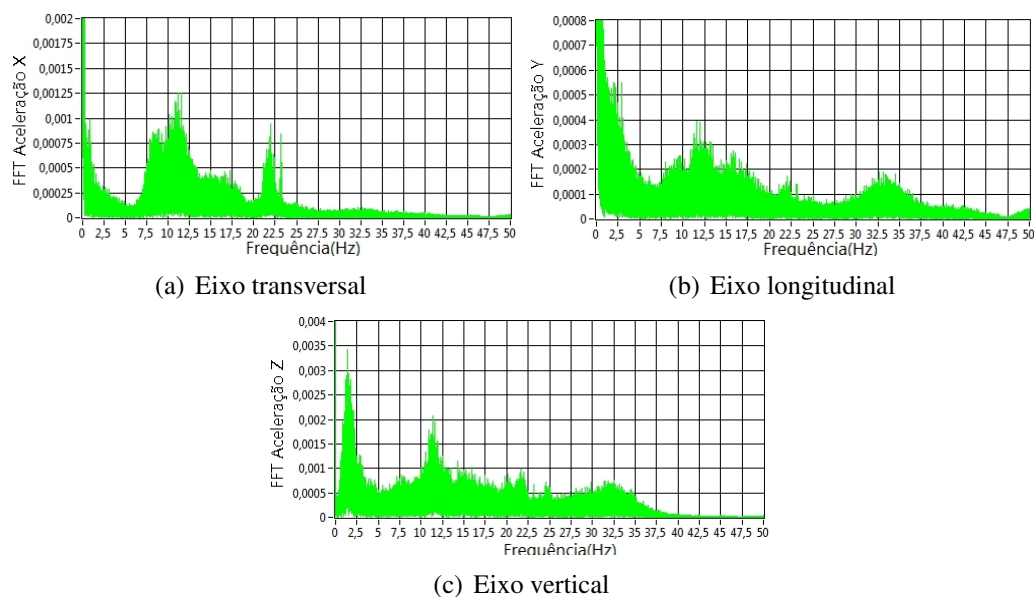 0,002
0,00175
0,0015
0,00125
0,001
0,00075
0,0005
0,00025
0
FFT Aceleração X
0 2,5 5 7,5 10 12,5 15 17,5 20 22,5 25 27,5 30 32,5 35 37,5 40 42,5 45 47,5 50
Frequência(Hz)
(a) Eixo transversal
0,0008
0,0007
0,0006
0,0005
0,0004
0,0003
0,0002
0,0001
0
FFT Aceleração Y
0 2,5 5 7,5 10 12,5 15 17,5 20 22,5 25 27,5 30 32,5 35 37,5 40 42,5 45 47,5 50
Frequência(Hz)
(b) Eixo longitudinal
0,004
0,0035
0,003
0,0025
0,002
0,0015
0,001
0,0005
0
FFT Aceleração Z
0 2,5 5 7,5 10 12,5 15 17,5 20 22,5 25 27,5 30 32,5 35 37,5 40 42,5 45 47,5 50
Frequência(Hz)
(c) Eixo vertical